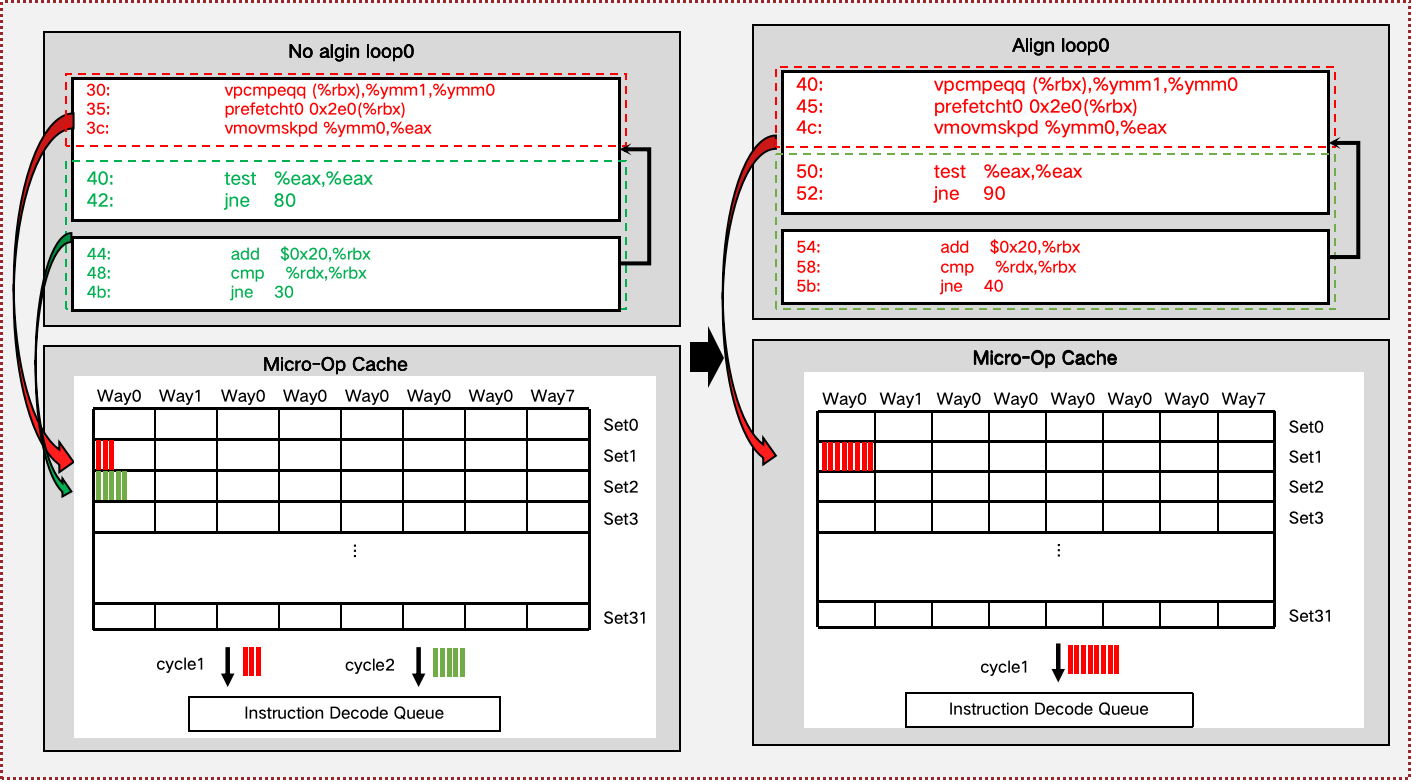 No algin loop0
30: vpcmpeqq (%rbx),%ymm1,%ymm0
35: prefetcht0 0x2e0(%rbx)
3c: vmovmskpd %ymm0,%eax
40: test %eax,%eax
42: jne 80
44: add $0x20,%rbx
48: cmp %rdx,%rbx
4b: jne 30
Micro-Op Cache
Way0 Way1 Way0 Way0 Way0 Way0 Way0 Way7
Set0
Set1
Set2
Set3
⋮
Set31
cycle1 cycle2
Instruction Decode Queue
Align loop0
40: vpcmpeqq (%rbx),%ymm1,%ymm0
45: prefetcht0 0x2e0(%rbx)
4c: vmovmskpd %ymm0,%eax
50: test %eax,%eax
52: jne 90
54: add $0x20,%rbx
58: cmp %rdx,%rbx
5b: jne 40
Micro-Op Cache
Way0 Way1 Way0 Way0 Way0 Way0 Way0 Way7
Set0
Set1
Set2
Set3
⋮
Set31
cycle1
Instruction Decode Queue